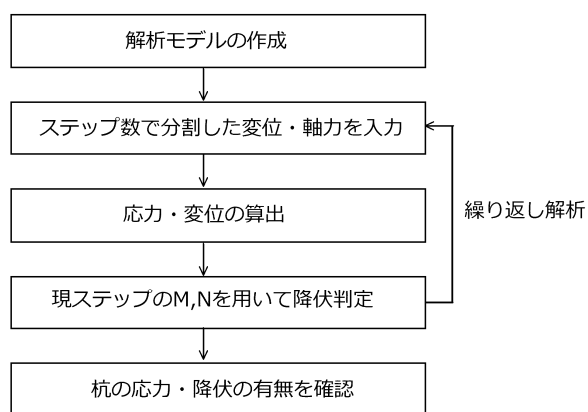 解析モデルの作成
ステップ数で分割した変位・軸力を入力
応力・変位の算出
繰り返し解析
現ステップのM,Nを用いて降伏判定
杭の応力・降伏の有無を確認